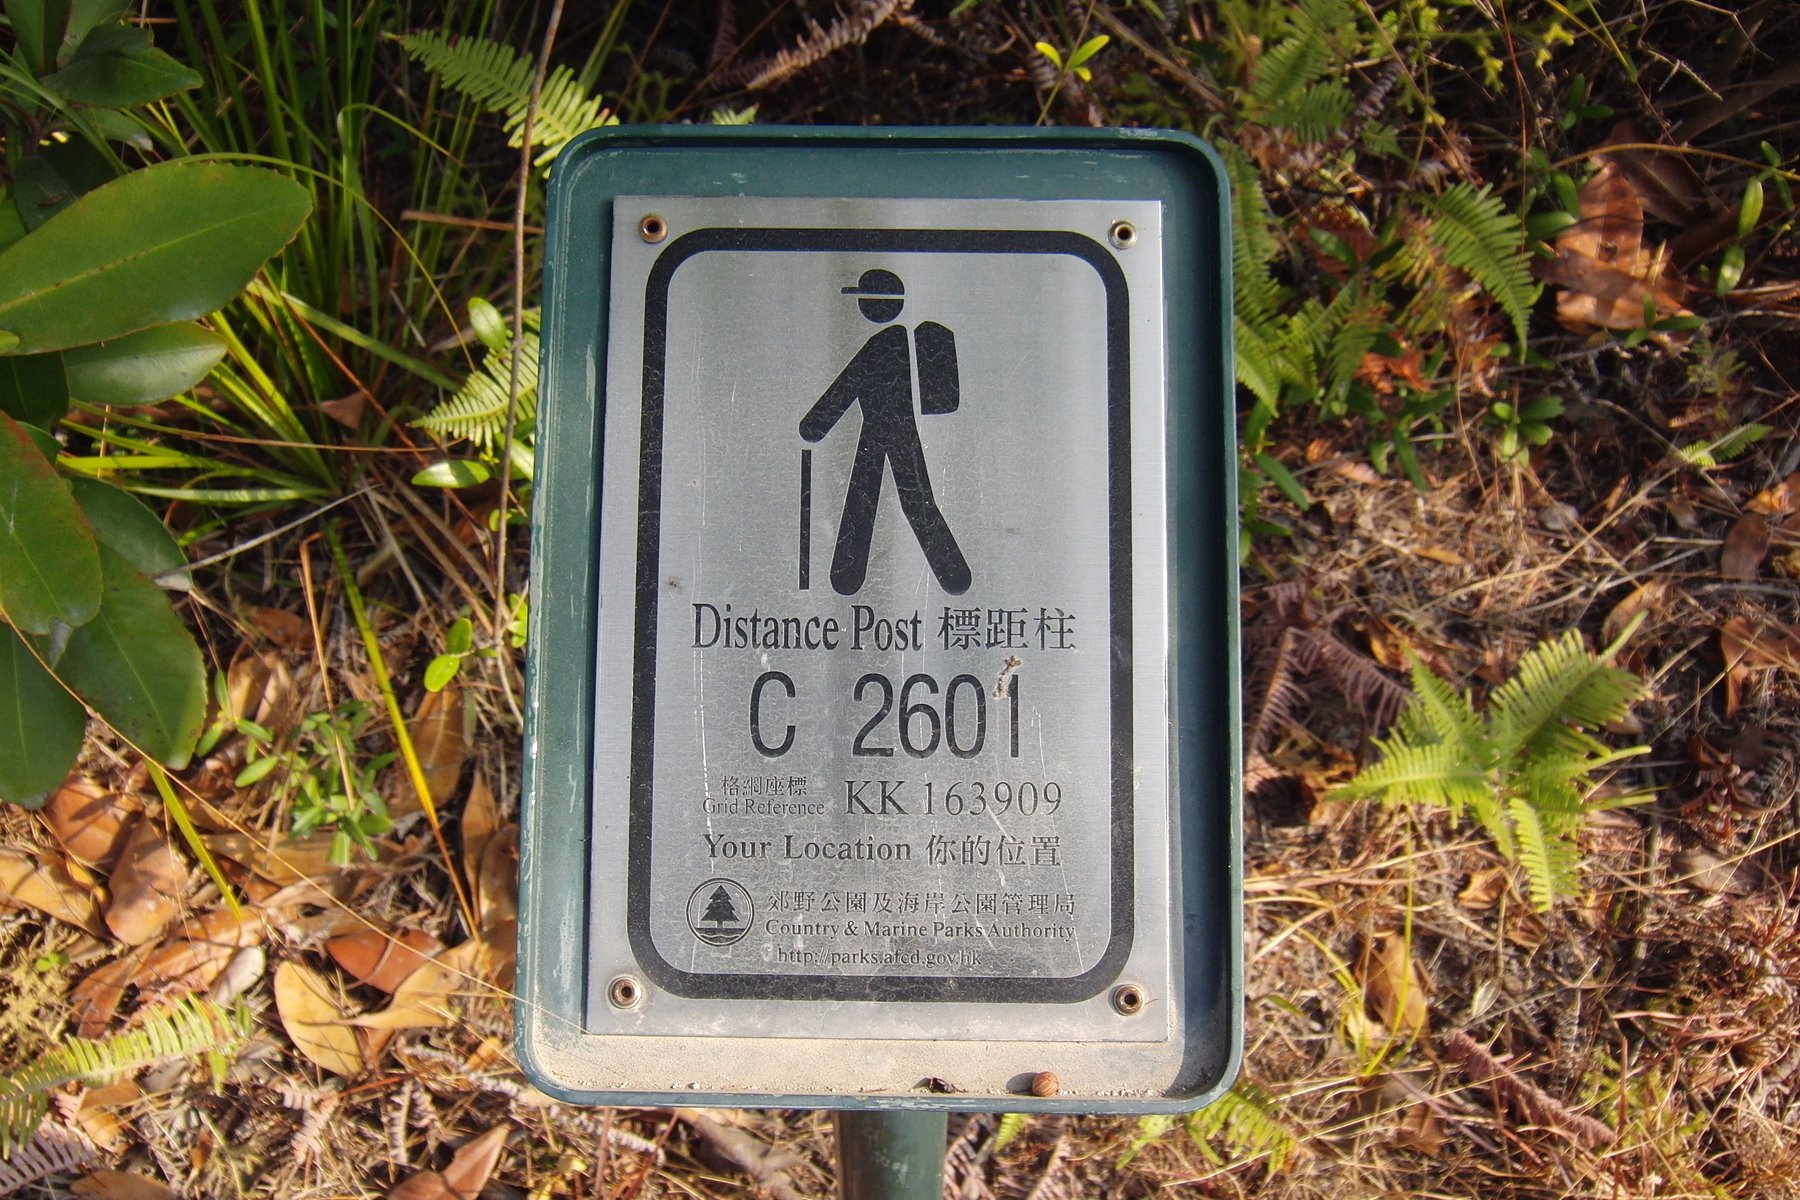 Distance Post 標距柱
C 2601
格網座標
Grid Reference KK 163909
Your Location 你的位置
郊野公園及海岸公園管理局
Country & Marine Parks Authority
http://parks.afcd.gov.hk